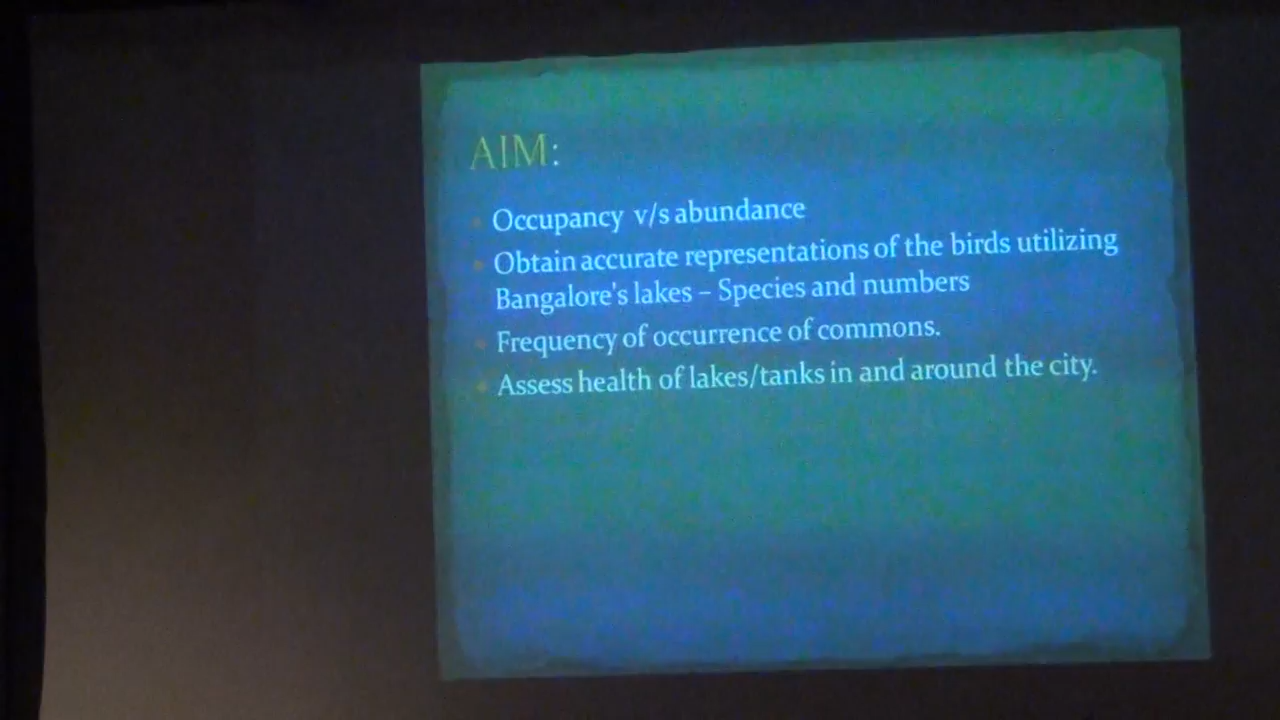 AIM:
• Occupancy v/s abundance
• Obtain accurate representations of the birds utilizing
Bangalore's lakes – Species and numbers
• Frequency of occurrence of commons.
• Assess health of lakes/tanks in and around the city.